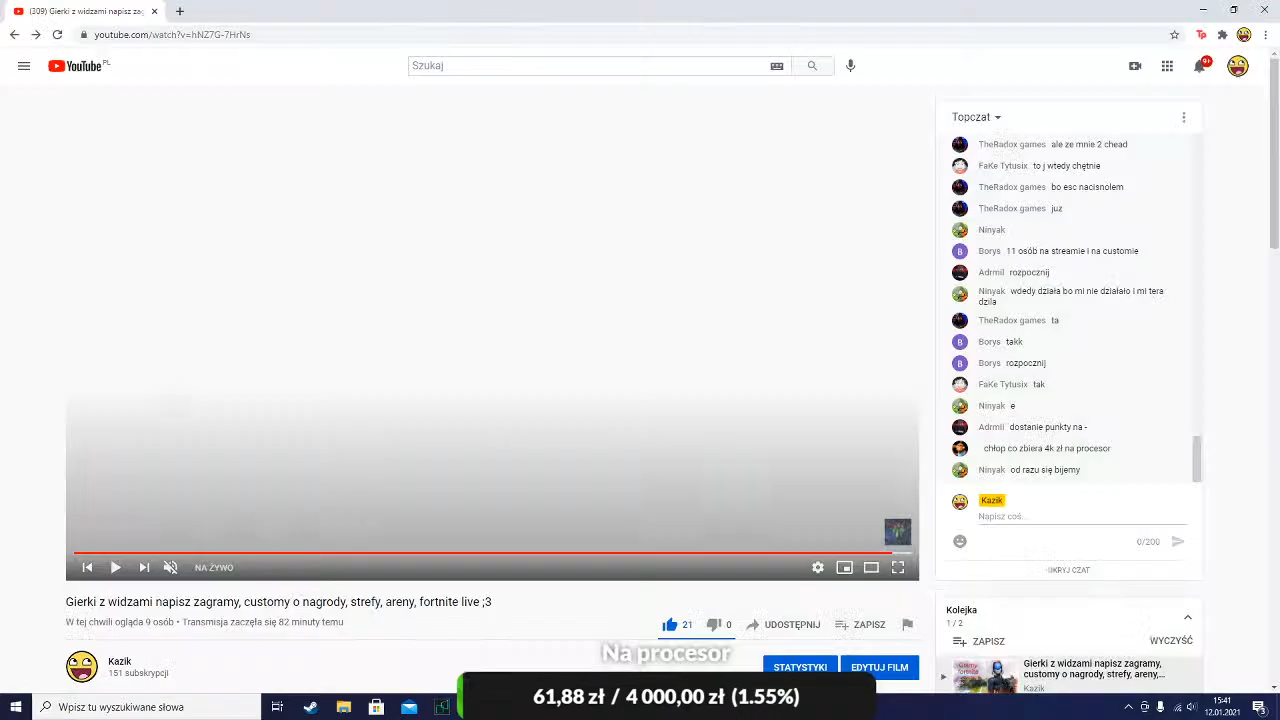 (309) Gierki z widzami napisz zag
youtube.com/watch?v=hNZ7G-7HrNs
Tp
YouTube PL
Szukaj
9+
Topczat
TheRadox games ale ze mnie 2 chead
FaKe Tytusix to j wtedy chętnie
TheRadox games bo esc nacisnolem
TheRadox games juz
Ninyak
B Borys 11 osób na streamie i na customie
Adrmil rozpocznij
Ninyak wdedy działa bo mi nie działało i mi tera
dzila
TheRadox games ta
B Borys takk
B Borys rozpocznij
FaKe Tytusix tak
Ninyak e
Adrmil dostanie punkty na -
chłop co zbiera 4k zł na procesor
Ninyak od razu się bijemy
Kazik
Napisz coś...
0/200
UKRYJ CZAT
NA ŻYWO
Gierki z widzami napisz zagramy, customy o nagrody, strefy, areny, fortnite live ;3
W tej chwili ogląda 9 osób • Transmisja zaczęła się 82 minuty temu
21
0
UDOSTĘPNIJ
ZAPISZ
Kazik
151 subskrypcji
STATYSTYKI
EDYTUJ FILM
Kolejka
1 / 2
ZAPISZ
WYCZYŚĆ
Gierki z widzami napisz zagramy,
customy o nagrody, strefy, areny,...
Kazik
Na procesor
61,88 zł / 4 000,00 zł (1.55%)
Wpisz tu wyszukiwane słowa
15:41
12.01.2021